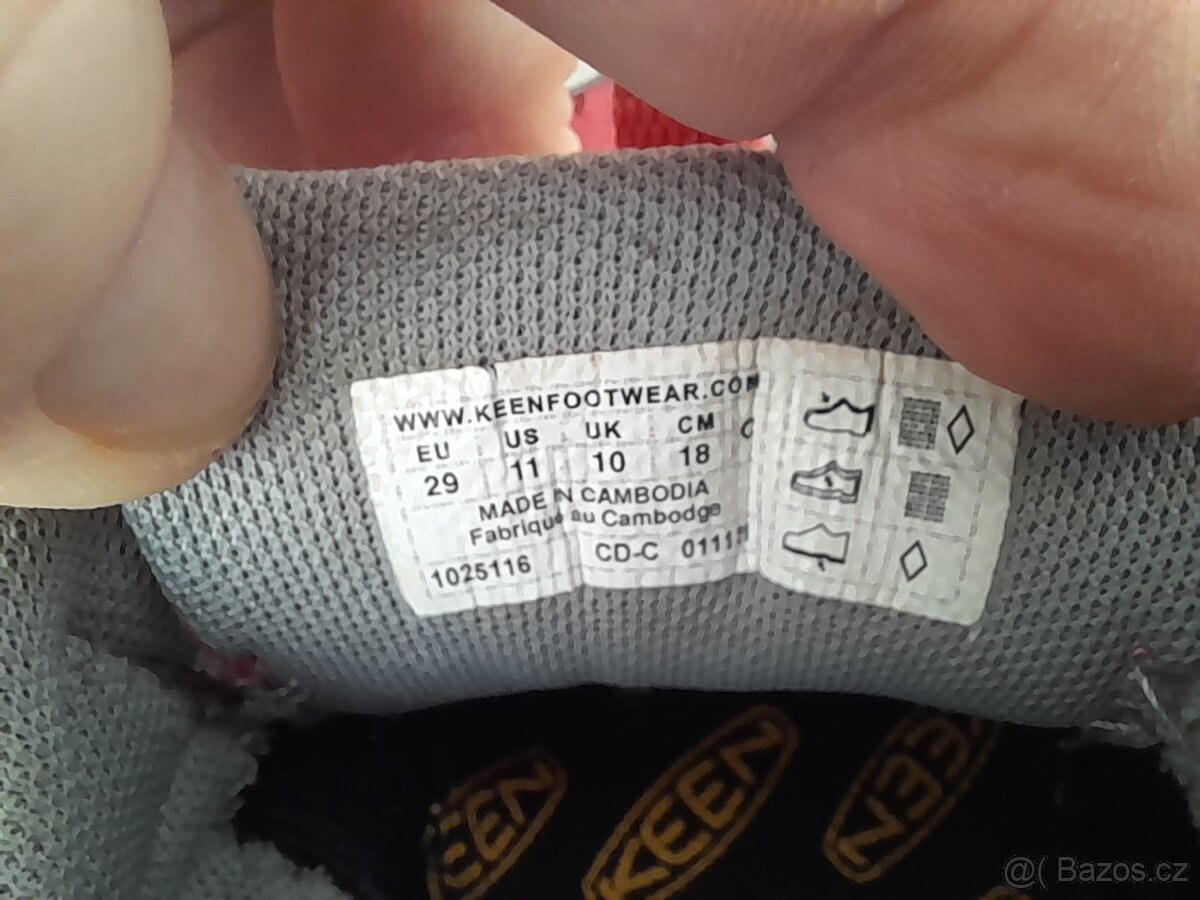 WWW.KEENFOOTWEAR.COM
EU US UK CM
29 11 10 18
MADE IN CAMBODIA
Fabriqué au Cambodge
1025116 CD-C
KEEN KEEN KEEN
@( Bazos.cz